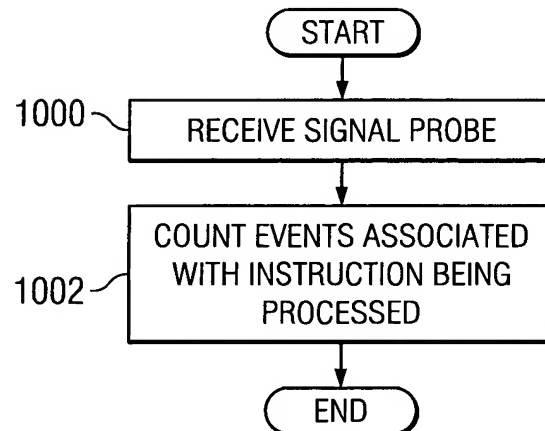 START
1000
RECEIVE SIGNAL PROBE
1002
COUNT EVENTS ASSOCIATED
WITH INSTRUCTION BEING
PROCESSED
END